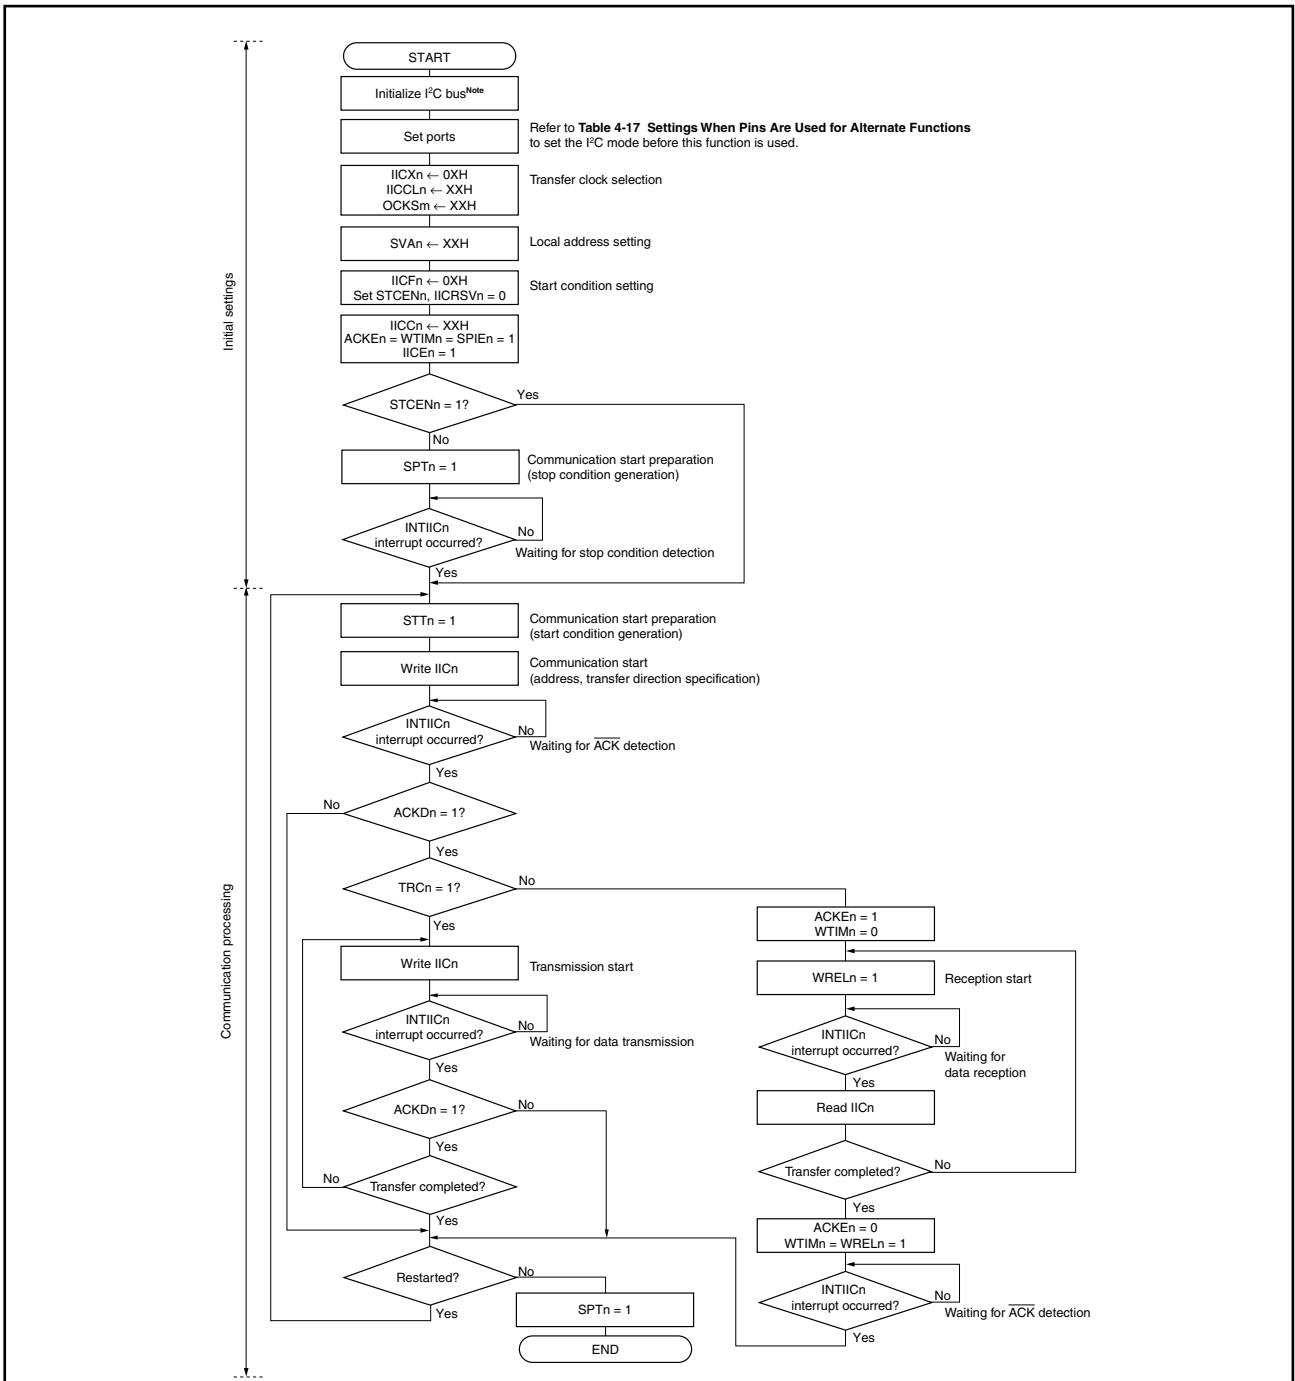 START
Initialize I²C bus^Note
Set ports
Refer to Table 4-17 Settings When Pins Are Used for Alternate Functions
to set the I²C mode before this function is used.
IICXn ← 0XH
IICCLn ← XXH
OCKSm ← XXH
Transfer clock selection
SVAn ← XXH
Local address setting
IICFn ← 0XH
Set STCENn, IICRSVn = 0
Start condition setting
Initial settings
IICCn ← XXH
ACKEn = WTIMn = SPIEn = 1
IICEn = 1
STCENn = 1?
Yes
No
SPTn = 1
Communication start preparation
(stop condition generation)
INTIICn
interrupt occurred?
No
Waiting for stop condition detection
Yes
STTn = 1
Communication start preparation
(start condition generation)
Write IICn
Communication start
(address, transfer direction specification)
INTIICn
interrupt occurred?
No
Waiting for A̅C̅K̅ detection
Yes
No
ACKDn = 1?
Yes
TRCn = 1?
No
Yes
Communication processing
Write IICn
Transmission start
INTIICn
interrupt occurred?
No
Waiting for data transmission
Yes
ACKDn = 1?
No
Yes
No
Transfer completed?
Yes
Restarted?
No
Yes
SPTn = 1
END
ACKEn = 1
WTIMn = 0
WRELn = 1
Reception start
INTIICn
interrupt occurred?
No
Waiting for
data reception
Yes
Read IICn
Transfer completed?
No
Yes
ACKEn = 0
WTIMn = WRELn = 1
INTIICn
interrupt occurred?
No
Waiting for A̅C̅K̅ detection
Yes